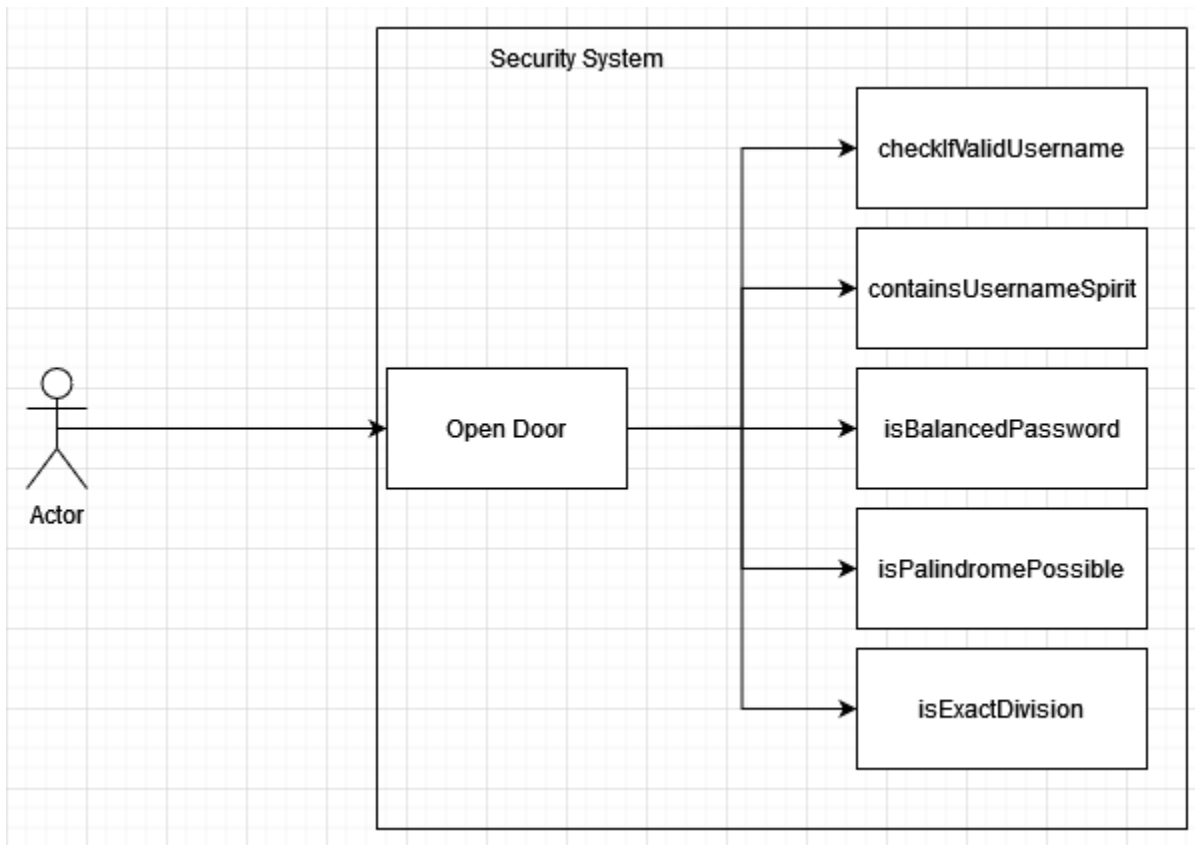 Security System
checkIfValidUsername
containsUsernameSpirit
Open Door
isBalancedPassword
Actor
isPalindromePossible
isExactDivision